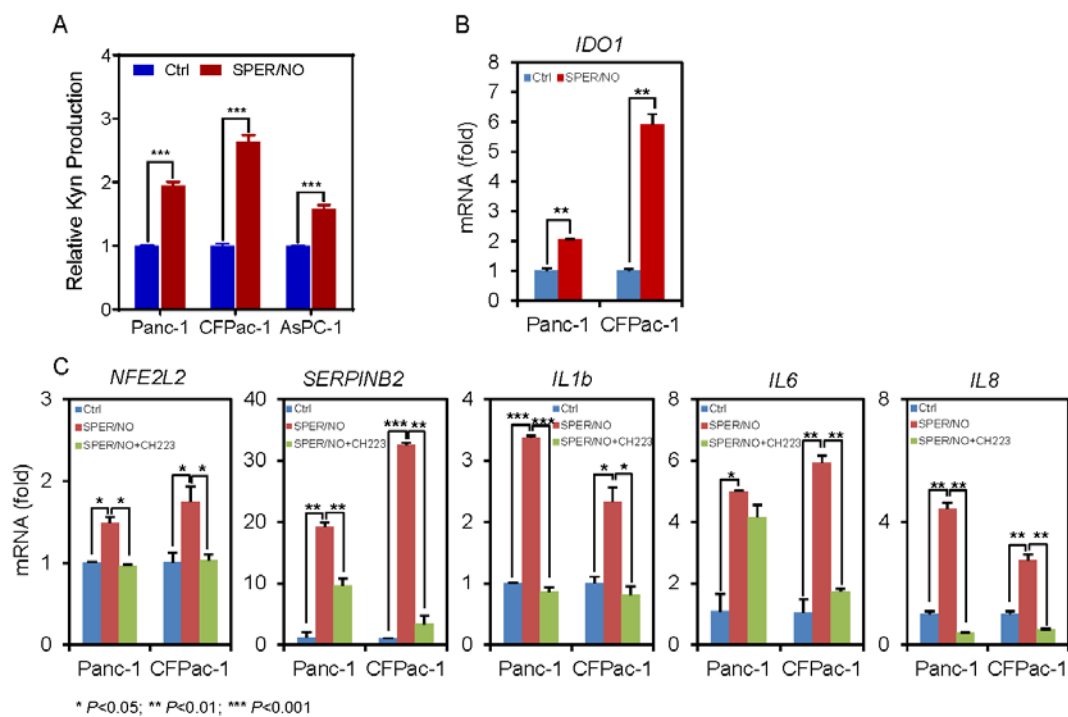 A
Relative Kyn Production
4
3
2
1
0
Ctrl SPER/NO
***
***
***
Panc-1 CFPac-1 AsPC-1
B
IDO1
mRNA (fold)
8
7
6
5
4
3
2
1
0
Ctrl SPER/NO
**
**
Panc-1 CFPac-1
C
mRNA (fold)
NFE2L2
3
2
1
0
Ctrl
SPER/NO
SPER/NO+CH223
* *
* *
Panc-1 CFPac-1
SERPINB2
40
30
20
10
0
Ctrl
SPER/NO
SPER/NO+CH223
** **
*** **
Panc-1 CFPac-1
IL1b
4
3
2
1
0
Ctrl
SPER/NO
SPER/NO+CH223
*** ***
* *
Panc-1 CFPac-1
IL6
8
6
4
2
0
Ctrl
SPER/NO
SPER/NO+CH223
*
** **
Panc-1 CFPac-1
IL8
8
4
0
Ctrl
SPER/NO
SPER/NO+CH223
** **
** **
Panc-1 CFPac-1
* P<0.05; ** P<0.01; *** P<0.001